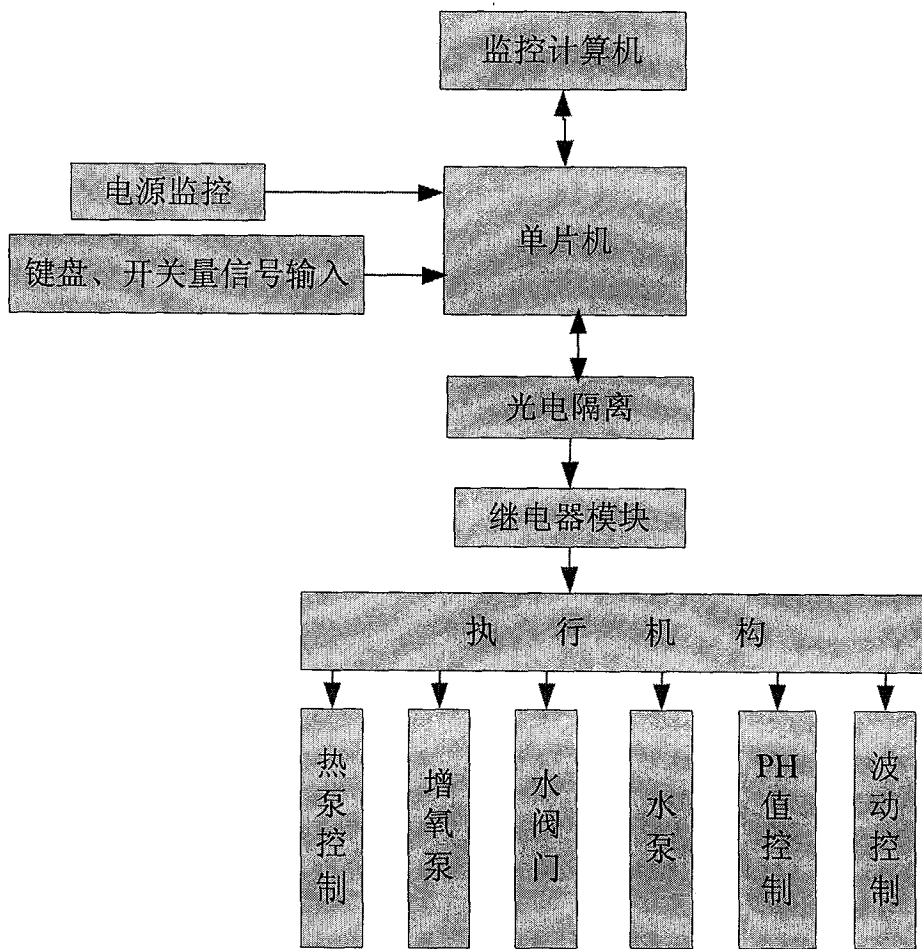 监控计算机
电源监控
单片机
键盘、开关量信号输入
光电隔离
继电器模块
执行机构
热泵控制
增氧泵
水阀门
水泵
PH值控制
波动控制